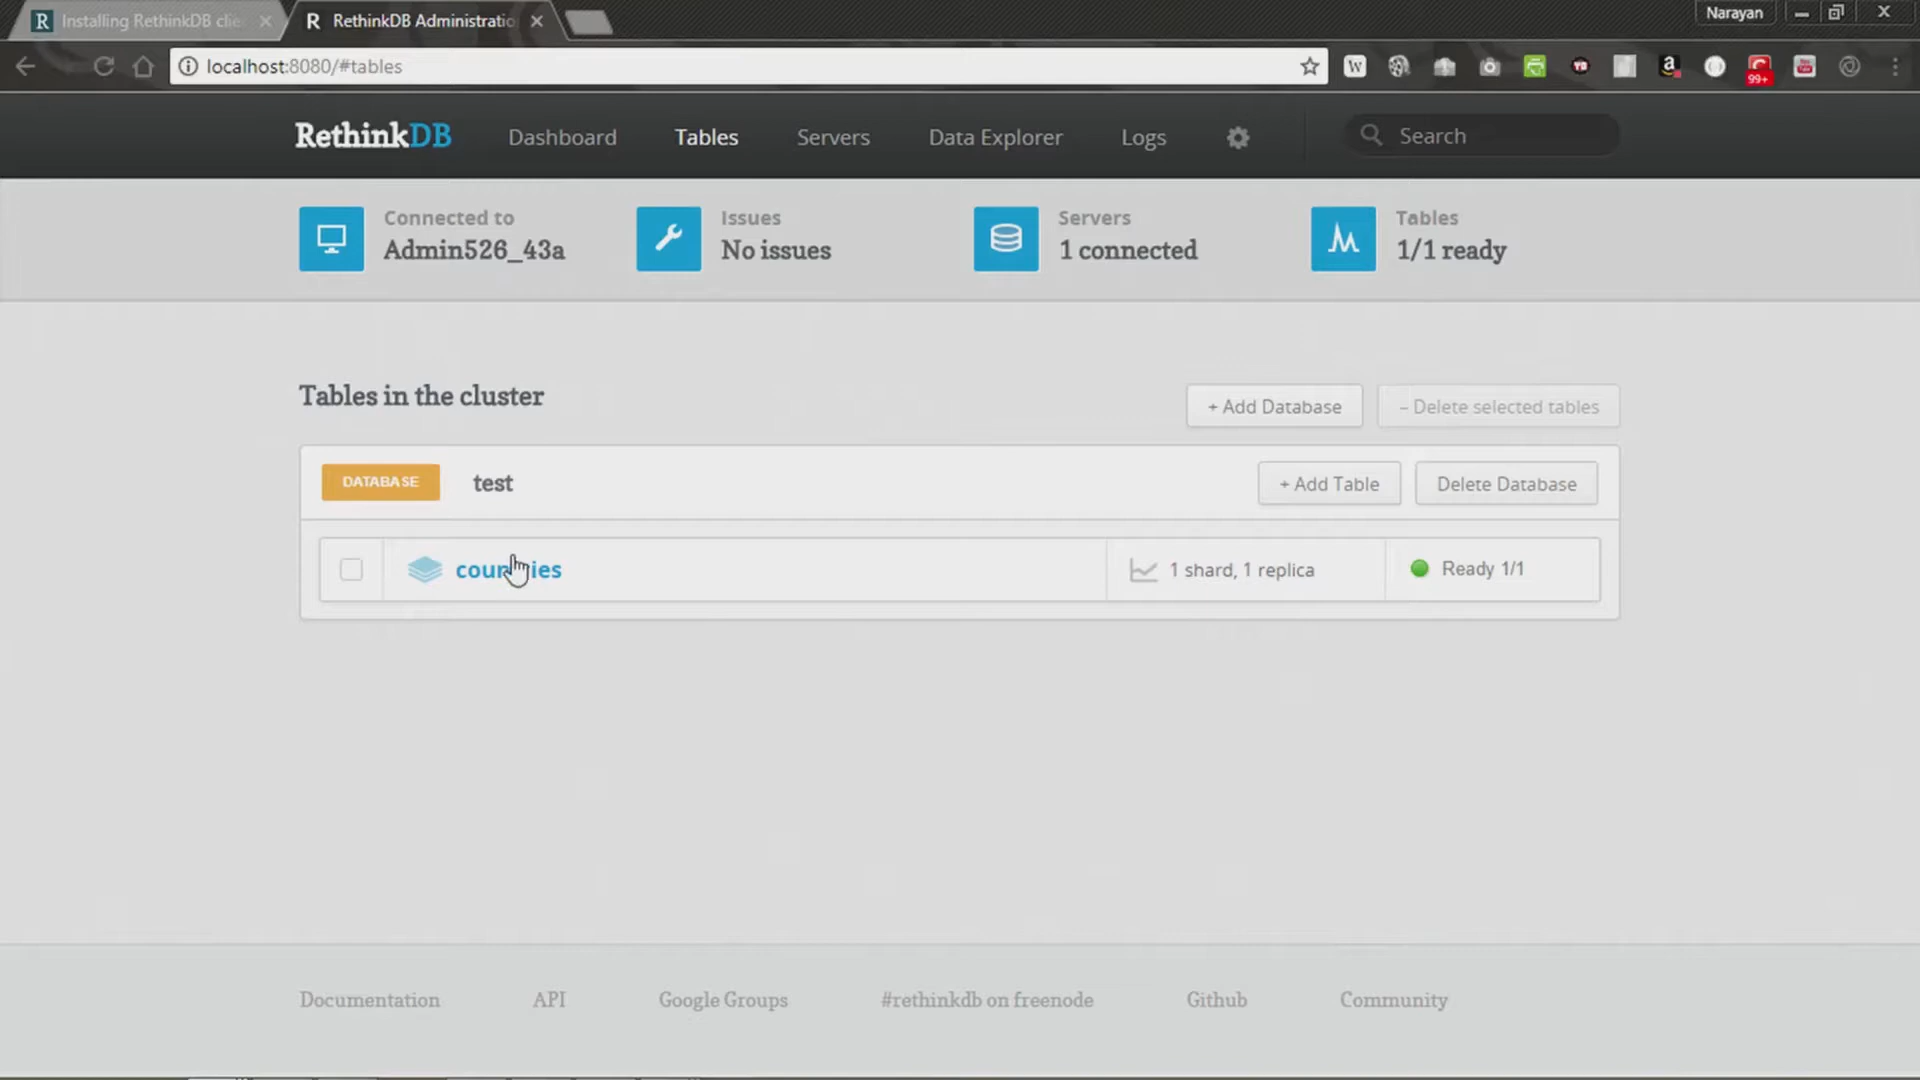 Installing RethinkDB clie
RethinkDB Administratio
Narayan
localhost:8080/#tables
99+
RethinkDB
Dashboard
Tables
Servers
Data Explorer
Logs
Search
Connected to
Admin526_43a
Issues
No issues
Servers
1 connected
Tables
1/1 ready
Tables in the cluster
+ Add Database
– Delete selected tables
DATABASE
test
+ Add Table
Delete Database
countries
1 shard, 1 replica
Ready 1/1
Documentation
API
Google Groups
#rethinkdb on freenode
Github
Community